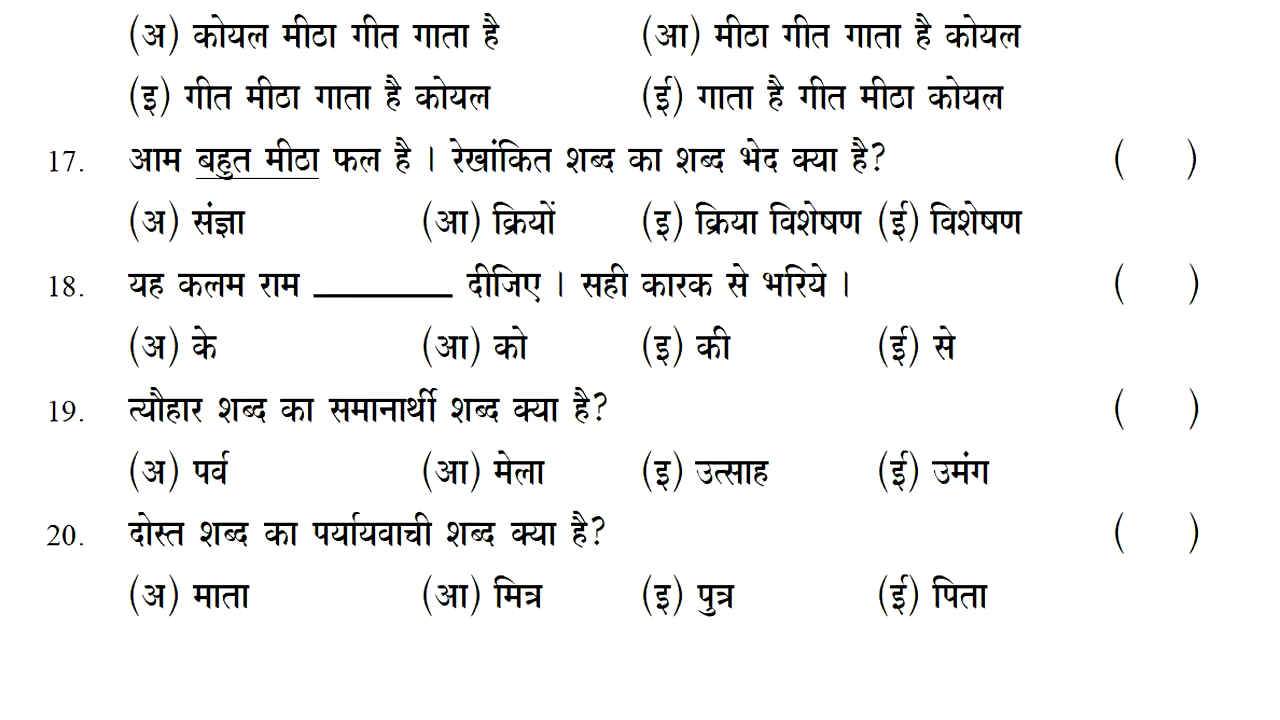 (अ) कोयल मीठा गीत गाता है (आ) मीठा गीत गाता है कोयल
(इ) गीत मीठा गाता है कोयल (ई) गाता है गीत मीठा कोयल
17. आम बहुत मीठा फल है । रेखांकित शब्द का शब्द भेद क्या है? ( )
(अ) संज्ञा (आ) क्रियों (इ) क्रिया विशेषण (ई) विशेषण
18. यह कलम राम ________ दीजिए । सही कारक से भरिये । ( )
(अ) के (आ) को (इ) की (ई) से
19. त्यौहार शब्द का समानार्थी शब्द क्या है? ( )
(अ) पर्व (आ) मेला (इ) उत्साह (ई) उमंग
20. दोस्त शब्द का पर्यायवाची शब्द क्या है? ( )
(अ) माता (आ) मित्र (इ) पुत्र (ई) पिता